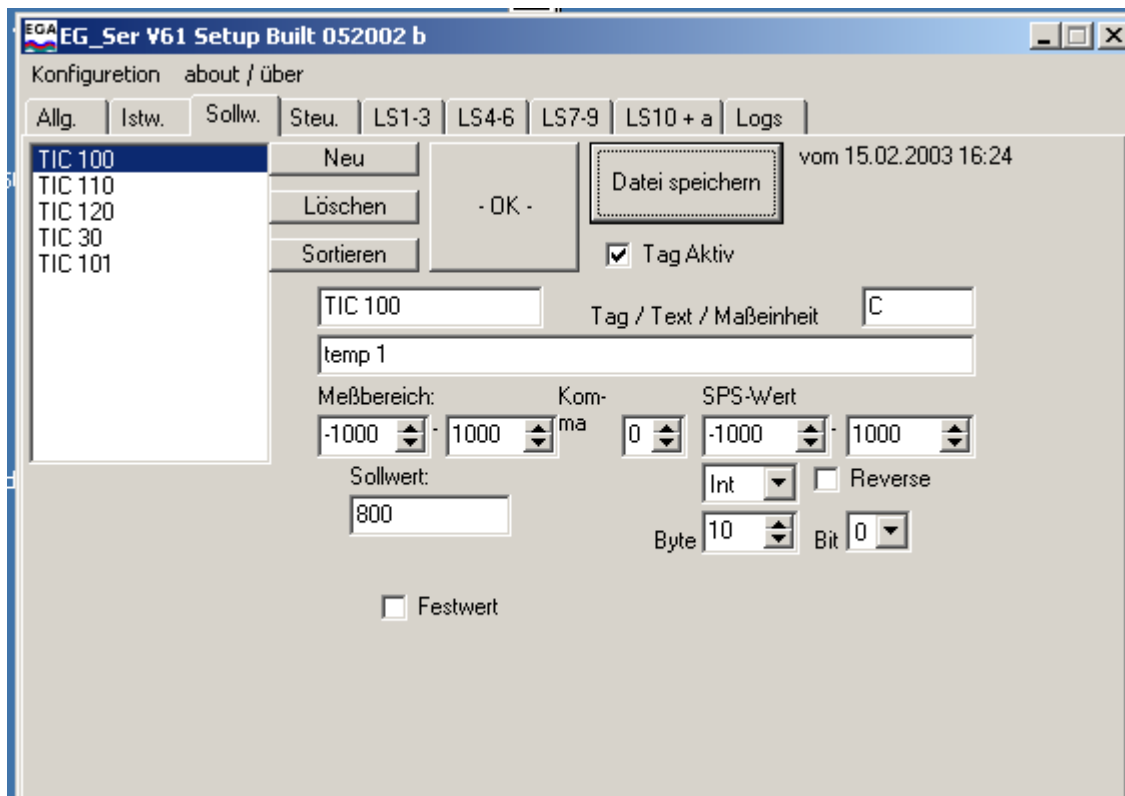 EGA EG_Ser V61 Setup Built 052002 b
Konfiguretion about / über
Allg. Istw. Sollw. Steu. LS1-3 LS4-6 LS7-9 LS10 + a Logs
TIC 100
TIC 110
TIC 120
TIC 30
TIC 101
Neu
Löschen
Sortieren
- OK -
Datei speichern
vom 15.02.2003 16:24
Tag Aktiv
TIC 100 Tag / Text / Maßeinheit C
temp 1
Meßbereich: Kom-
ma SPS-Wert
-1000 - 1000 0 -1000 - 1000
Sollwert: Int Reverse
800
Byte 10 Bit 0
Festwert